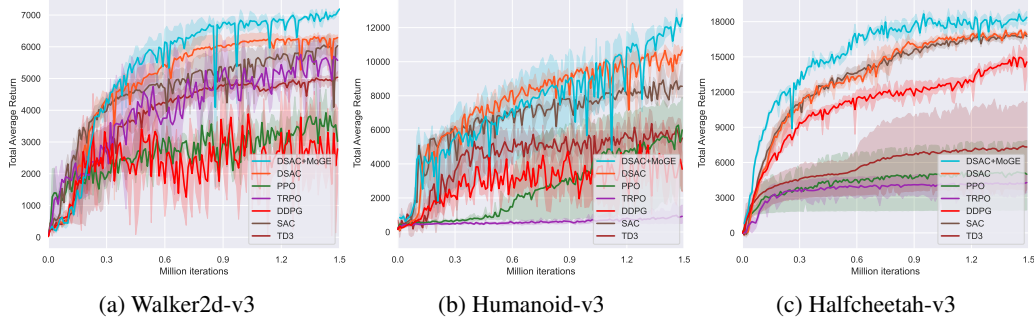 Total Average Return
7000
6000
5000
4000
3000
2000
1000
0
DSAC+MoGE
DSAC
PPO
TRPO
DDPG
SAC
TD3
0.0 0.3 0.6 0.9 1.2 1.5
Million iterations
(a) Walker2d-v3
Total Average Return
12000
10000
8000
6000
4000
2000
0
DSAC+MoGE
DSAC
PPO
TRPO
DDPG
SAC
TD3
0.0 0.3 0.6 0.9 1.2 1.5
Million iterations
(b) Humanoid-v3
Total Average Return
18000
15000
12000
9000
6000
3000
0
DSAC+MoGE
DSAC
PPO
TRPO
DDPG
SAC
TD3
0.0 0.3 0.6 0.9 1.2 1.5
Million iterations
(c) Halfcheetah-v3